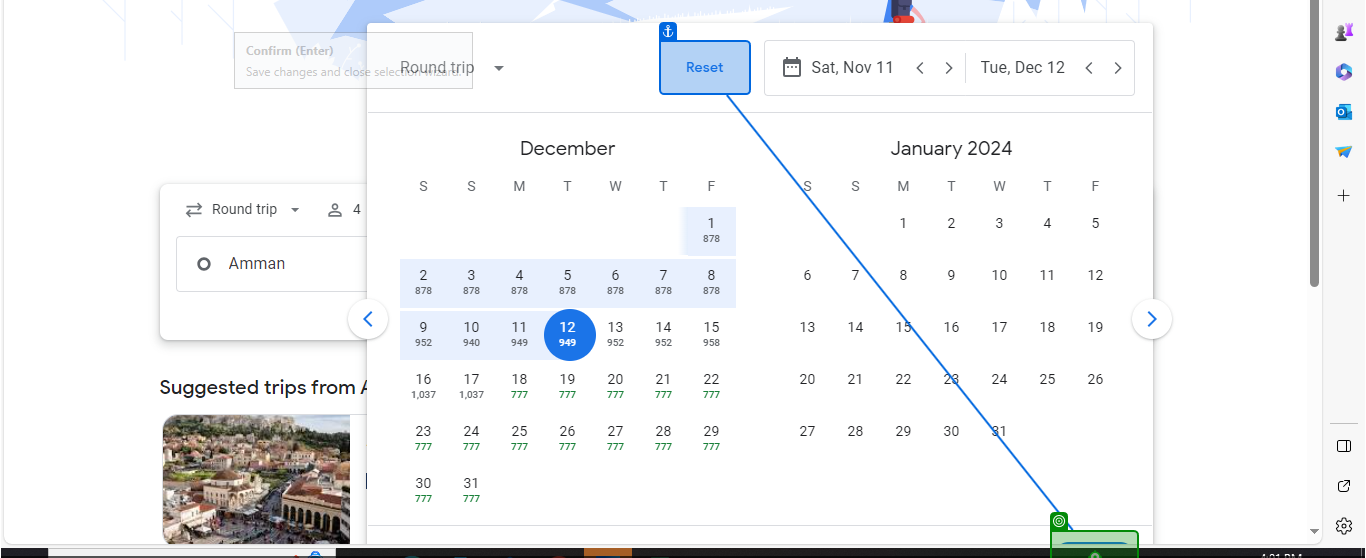 Confirm (Enter)
Save changes and close selection wizard.
Round trip
Reset
Sat, Nov 11
Tue, Dec 12
December
S S M T W T F
1
878
2 3 4 5 6 7 8
878 878 878 878 878 878 878
9 10 11 12 13 14 15
952 940 949 949 952 952 958
16 17 18 19 20 21 22
1,037 1,037 777 777 777 777 777
23 24 25 26 27 28 29
777 777 777 777 777 777 777
30 31
777 777
January 2024
S S M T W T F
1 2 3 4 5
6 7 8 9 10 11 12
13 14 15 16 17 18 19
20 21 22 23 24 25 26
27 28 29 30 31
Round trip
4
Amman
Suggested trips from A